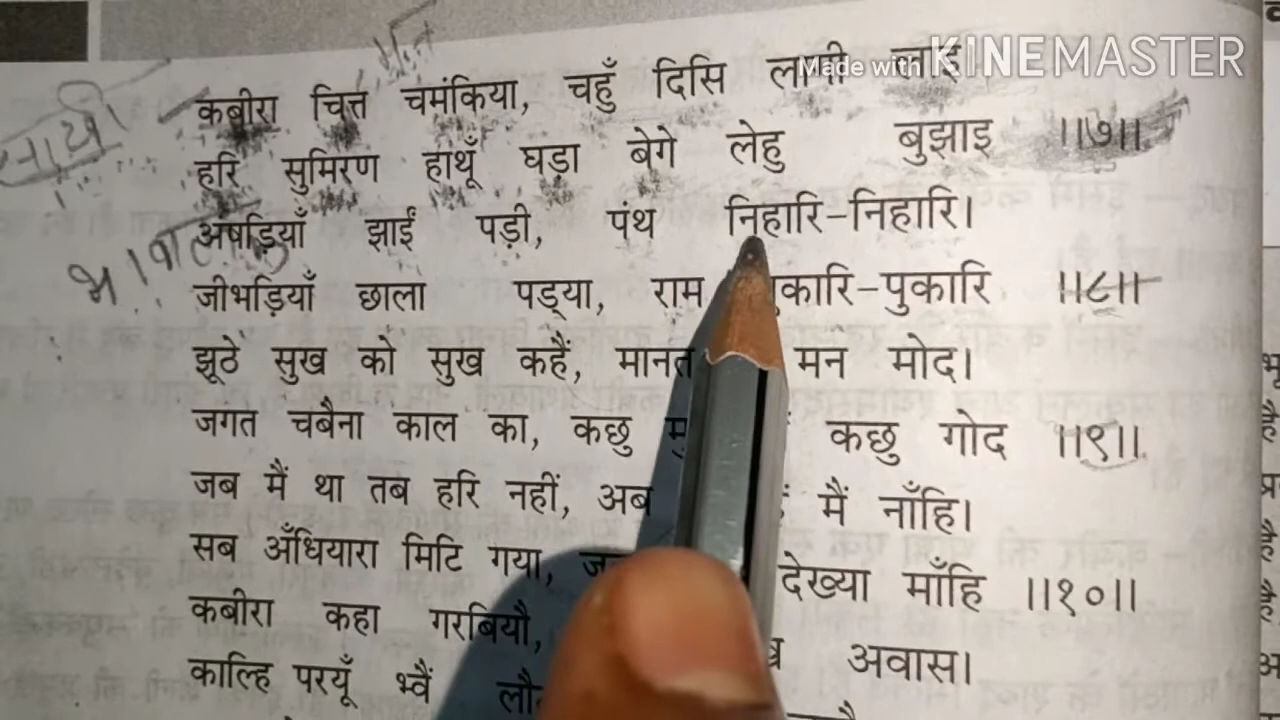 Made with KINEMASTER
कबीरा चित्त चमंकिया, चहुँ दिसि लागी लाइ
हरि सुमिरण हाथूँ घड़ा बेगे लेहु बुझाइ ॥७॥
अंषड़ियाँ झाईं पड़ी, पंथ निहारि-निहारि।
जीभड़ियाँ छाला पड़्या, राम पुकारि-पुकारि ॥८॥
झूठे सुख को सुख कहैं, मानत मन मोद।
जगत चबैना काल का, कछु कछु गोद ॥९॥
जब मैं था तब हरि नहीं, अब मैं नाँहि।
सब अँधियारा मिटि गया, देख्या माँहि ॥१०॥
कबीरा कहा गरबियौ, अवास।
काल्हि परयूँ भ्वैं